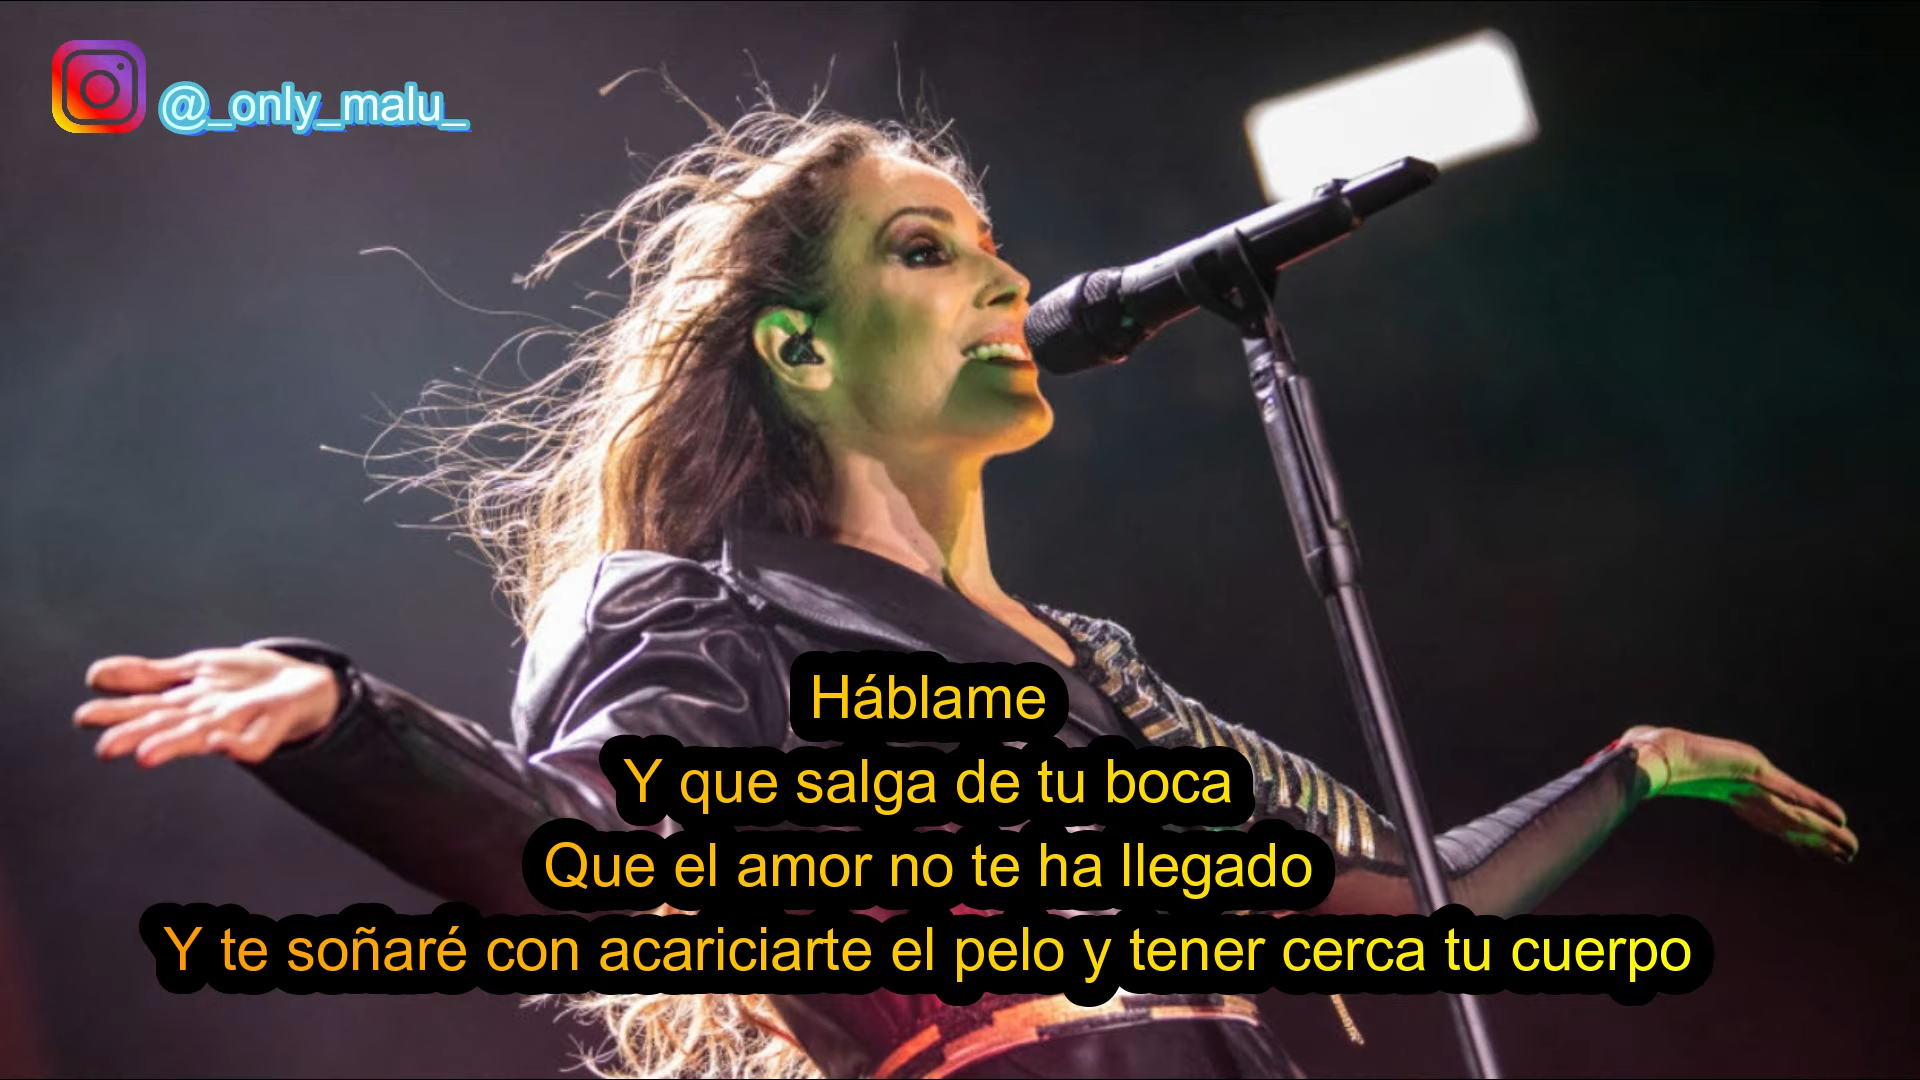 @_only_malu_
Háblame
Y que salga de tu boca
Que el amor no te ha llegado
Y te soñaré con acariciarte el pelo y tener cerca tu cuerpo